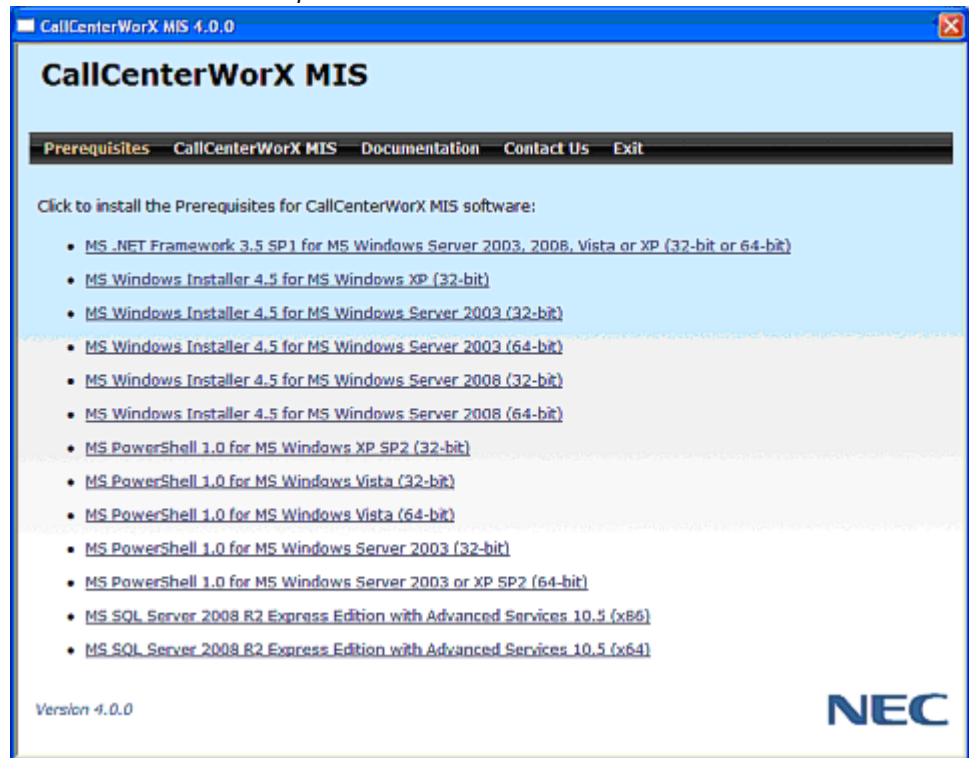 CallCenterWorX MIS 4.0.0
CallCenterWorX MIS
Prerequisites CallCenterWorX MIS Documentation Contact Us Exit
Click to install the Prerequisites for CallCenterWorX MIS software:
• MS .NET Framework 3.5 SP1 for MS Windows Server 2003, 2008, Vista or XP (32-bit or 64-bit)
• MS Windows Installer 4.5 for MS Windows XP (32-bit)
• MS Windows Installer 4.5 for MS Windows Server 2003 (32-bit)
• MS Windows Installer 4.5 for MS Windows Server 2003 (64-bit)
• MS Windows Installer 4.5 for MS Windows Server 2008 (32-bit)
• MS Windows Installer 4.5 for MS Windows Server 2008 (64-bit)
• MS PowerShell 1.0 for MS Windows XP SP2 (32-bit)
• MS PowerShell 1.0 for MS Windows Vista (32-bit)
• MS PowerShell 1.0 for MS Windows Vista (64-bit)
• MS PowerShell 1.0 for MS Windows Server 2003 (32-bit)
• MS PowerShell 1.0 for MS Windows Server 2003 or XP SP2 (64-bit)
• MS SQL Server 2008 R2 Express Edition with Advanced Services 10.5 (x86)
• MS SQL Server 2008 R2 Express Edition with Advanced Services 10.5 (x64)
Version 4.0.0
NEC